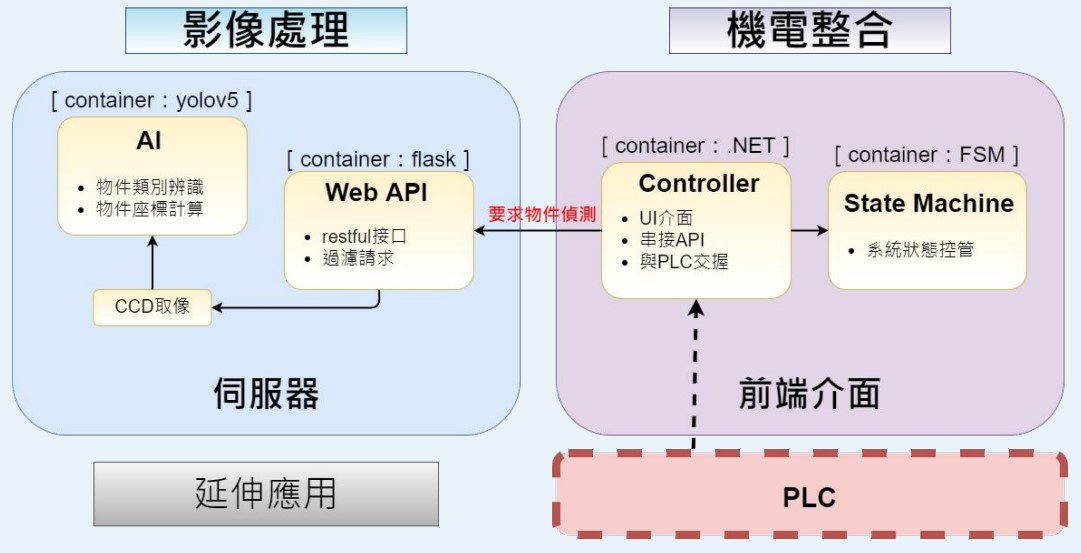 影像處理
[ container：yolov5 ]
AI
• 物件類別辨識
• 物件座標計算
[ container：flask ]
Web API
• restful接口
• 過濾請求
CCD取像
伺服器
要求物件偵測
機電整合
[ container：.NET ]
Controller
• UI介面
• 串接API
• 與PLC交握
[ container：FSM ]
State Machine
• 系統狀態控管
前端介面
延伸應用
PLC